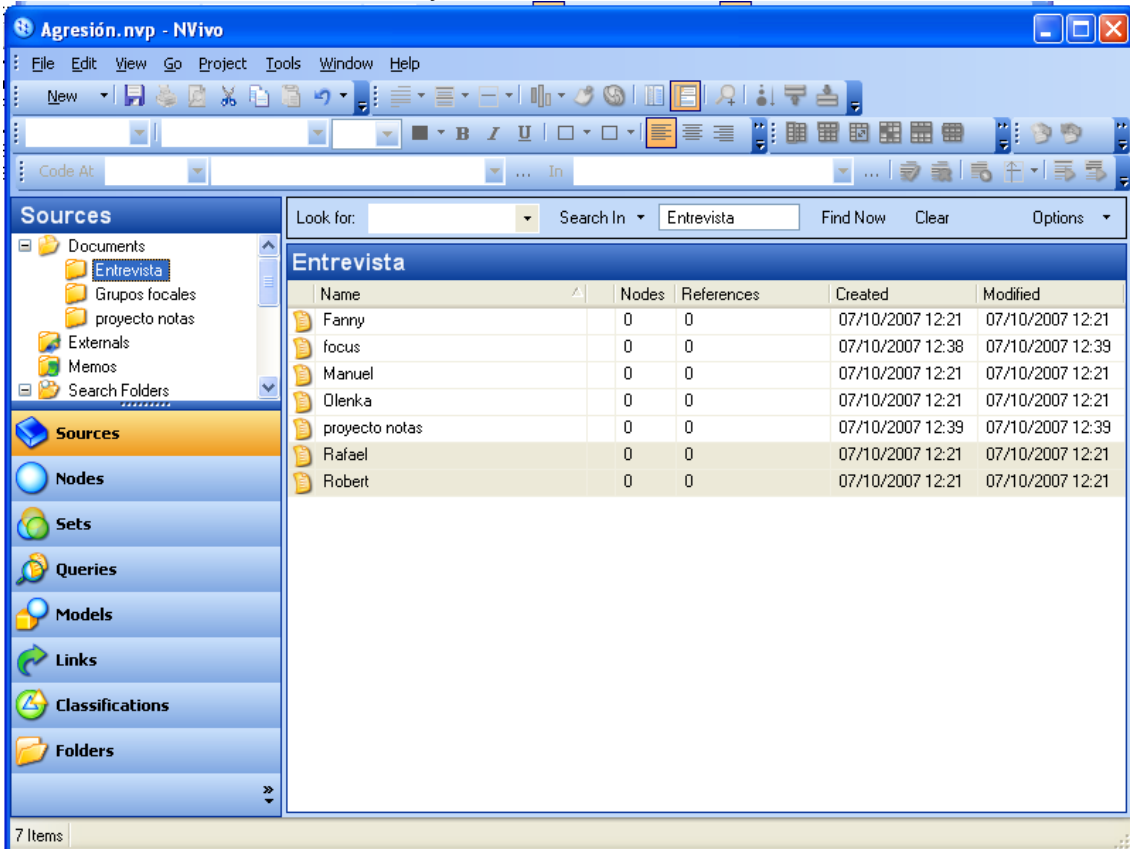 Agresión.nvp - NVivo
File Edit View Go Project Tools Window Help
New
B I U
Code At ... In ...
Sources
Documents
Entrevista
Grupos focales
proyecto notas
Externals
Memos
Search Folders
Sources
Nodes
Sets
Queries
Models
Links
Classifications
Folders
Look for: Search In Entrevista Find Now Clear Options
Entrevista
Name Nodes References Created Modified
Fanny 0 0 07/10/2007 12:21 07/10/2007 12:21
focus 0 0 07/10/2007 12:38 07/10/2007 12:39
Manuel 0 0 07/10/2007 12:21 07/10/2007 12:21
Olenka 0 0 07/10/2007 12:21 07/10/2007 12:21
proyecto notas 0 0 07/10/2007 12:39 07/10/2007 12:39
Rafael 0 0 07/10/2007 12:21 07/10/2007 12:21
Robert 0 0 07/10/2007 12:21 07/10/2007 12:21
7 Items